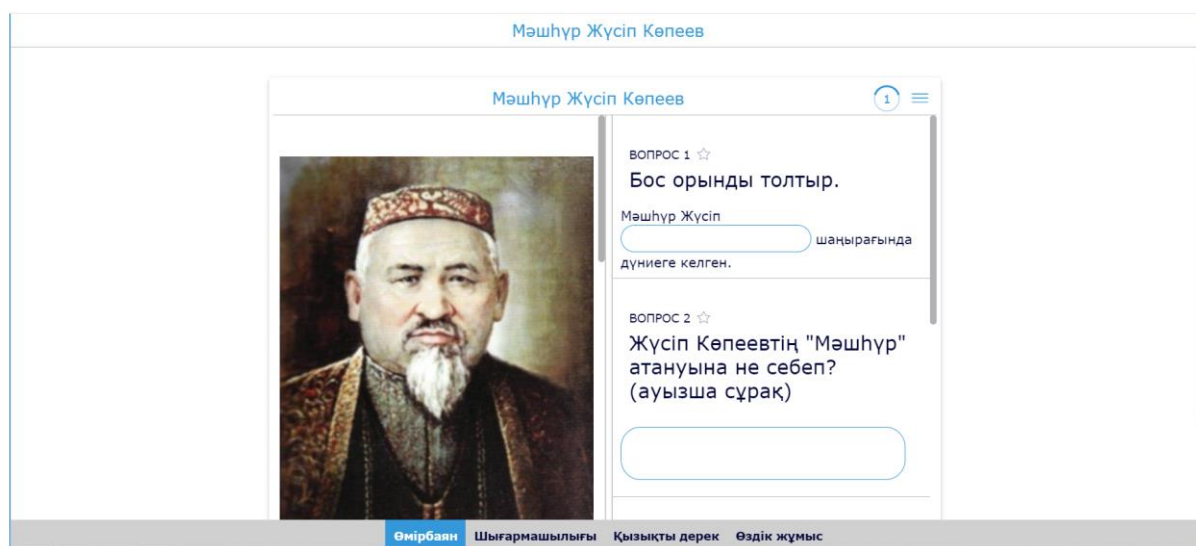 Мәшһүр Жүсіп Көпеев
Мәшһүр Жүсіп Көпеев
1
ВОПРОС 1
Бос орынды толтыр.
Мәшһүр Жүсіп
шаңырағында
дүниеге келген.
ВОПРОС 2
Жүсіп Көпеевтің "Мәшһүр"
атануына не себеп?
(ауызша сұрақ)
Өмірбаян Шығармашылығы Қызықты дерек Өздік жұмыс